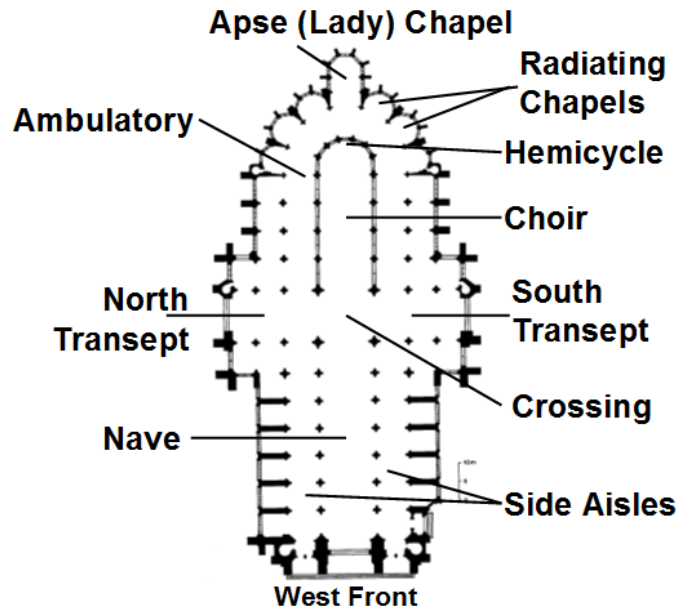 Apse (Lady) Chapel
Radiating
Chapels
Ambulatory
Hemicycle
Choir
North
Transept
South
Transept
Crossing
Nave
Side Aisles
West Front